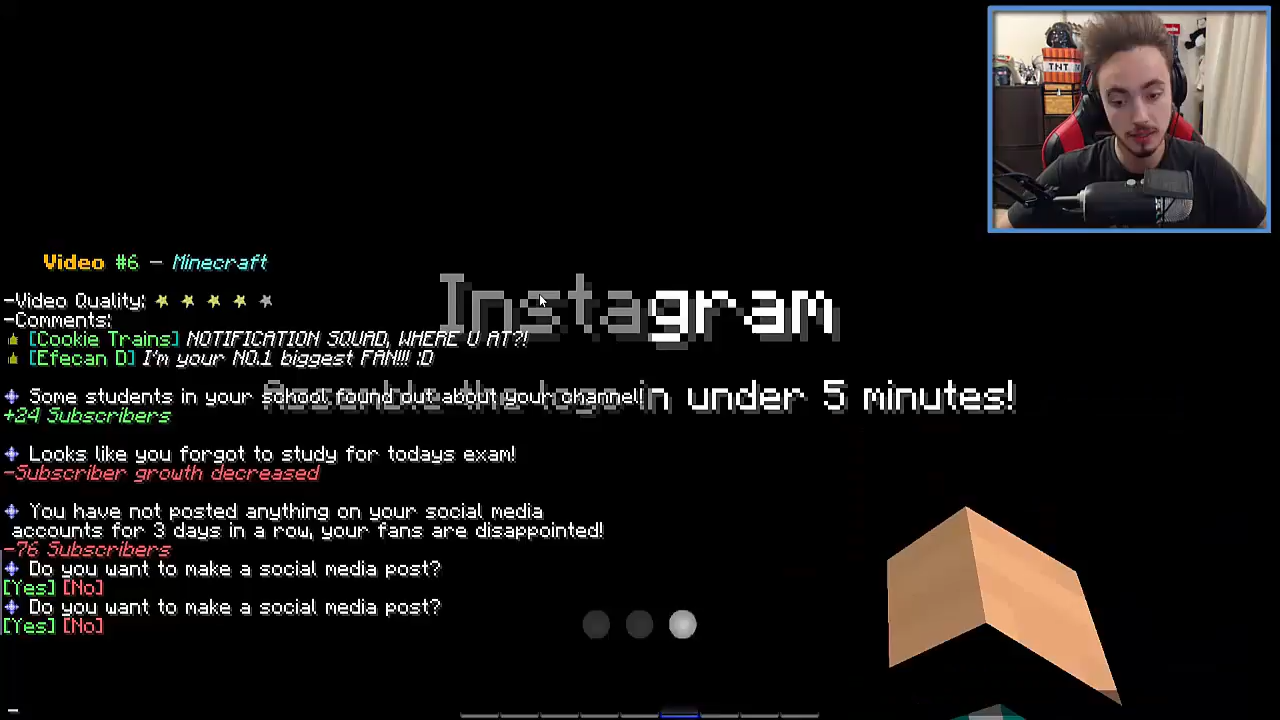 TNT
Video #6 – Minecraft
Instagram
-Video Quality: ★ ★ ★ ★ ★
-Comments:
[Cookie Trains] NOTIFICATION SQUAD, WHERE U AT?!
[Efecan D] I'm your NO.1 biggest FAN!!! :D
Some students in your school found out about your channel!
Assemble the logo in under 5 minutes!
+24 Subscribers
Looks like you forgot to study for todays exam!
-Subscriber growth decreased
You have not posted anything on your social media
accounts for 3 days in a row, your fans are disappointed!
-76 Subscribers
Do you want to make a social media post?
[Yes] [No]
Do you want to make a social media post?
[Yes] [No]